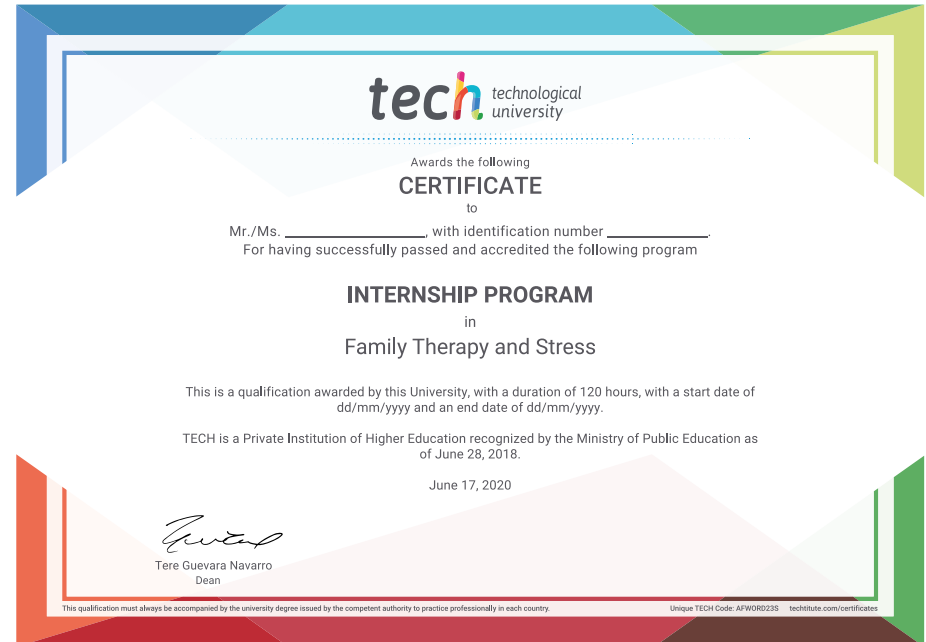 tech technological
university
Awards the following
CERTIFICATE
to
Mr./Ms. ____________________, with identification number ______________.
For having successfully passed and accredited the following program
INTERNSHIP PROGRAM
in
Family Therapy and Stress
This is a qualification awarded by this University, with a duration of 120 hours, with a start date of
dd/mm/yyyy and an end date of dd/mm/yyyy.
TECH is a Private Institution of Higher Education recognized by the Ministry of Public Education as
of June 28, 2018.
June 17, 2020
Tere Guevara Navarro
Dean
This qualification must always be accompanied by the university degree issued by the competent authority to practice professionally in each country. Unique TECH Code: AFWORD23S techtitute.com/certificates